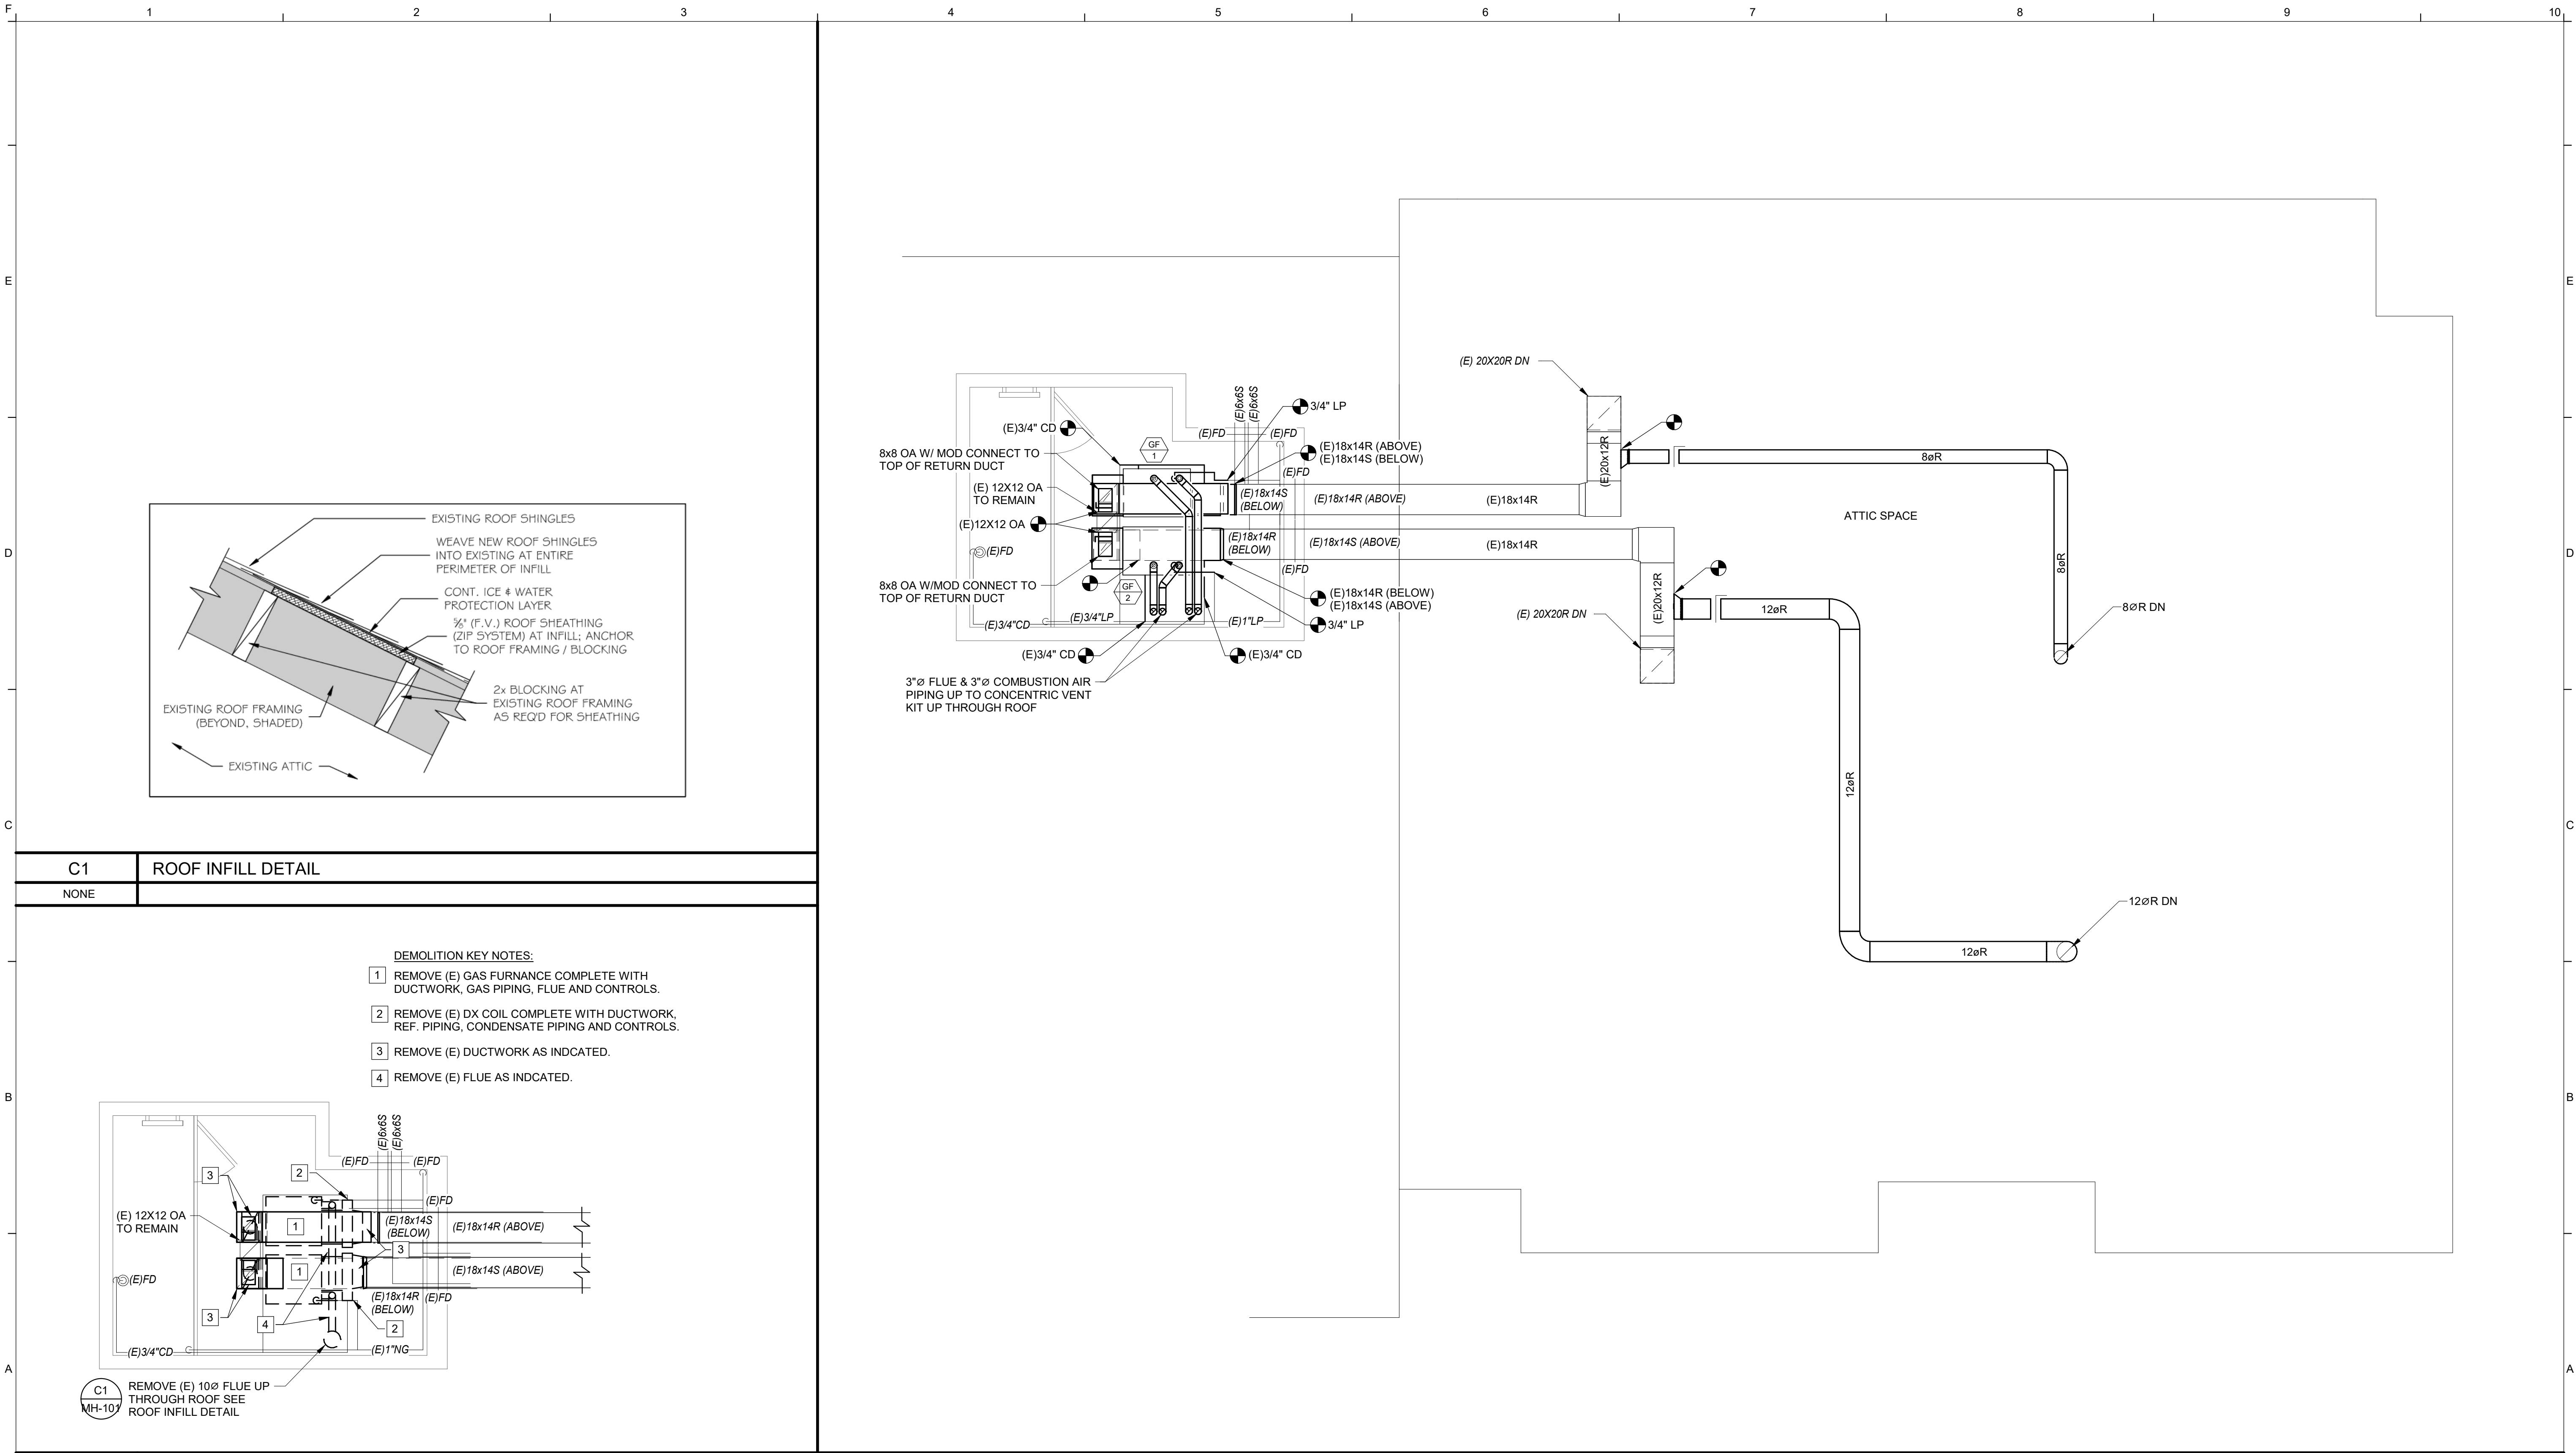 F
1
2
3
4
5
6
7
8
9
10
E
E
D
D
C
C
B
B
A
A
EXISTING ROOF SHINGLES
WEAVE NEW ROOF SHINGLES
INTO EXISTING AT ENTIRE
PERIMETER OF INFILL
CONT. ICE & WATER
PROTECTION LAYER
⅝" (F.V.) ROOF SHEATHING
(ZIP SYSTEM) AT INFILL; ANCHOR
TO ROOF FRAMING / BLOCKING
2x BLOCKING AT
EXISTING ROOF FRAMING
AS REQ'D FOR SHEATHING
EXISTING ROOF FRAMING
(BEYOND, SHADED)
EXISTING ATTIC
C1
ROOF INFILL DETAIL
NONE
DEMOLITION KEY NOTES:
1 REMOVE (E) GAS FURNANCE COMPLETE WITH
DUCTWORK, GAS PIPING, FLUE AND CONTROLS.
2 REMOVE (E) DX COIL COMPLETE WITH DUCTWORK,
REF. PIPING, CONDENSATE PIPING AND CONTROLS.
3 REMOVE (E) DUCTWORK AS INDCATED.
4 REMOVE (E) FLUE AS INDCATED.
(E)6x6S
(E)6x6S
(E)FD
(E)FD
3
2
(E)FD
(E) 12X12 OA
TO REMAIN
1
(E)18x14S
(BELOW)
(E)18x14R (ABOVE)
3
1
(E)18x14S (ABOVE)
(E)FD
(E)18x14R
(BELOW)
(E)FD
3
4
2
(E)3/4"CD
(E)1"NG
C1
MH-101
REMOVE (E) 10Ø FLUE UP
THROUGH ROOF SEE
ROOF INFILL DETAIL
(E)6x6S
(E)6x6S
3/4" LP
(E)3/4" CD
(E)FD
(E)FD
GF
1
8x8 OA W/ MOD CONNECT TO
TOP OF RETURN DUCT
(E)18x14R (ABOVE)
(E)18x14S (BELOW)
(E)FD
(E) 12X12 OA
TO REMAIN
(E)18x14S
(BELOW)
(E)18x14R (ABOVE)
(E)18x14R
(E)12X12 OA
(E)18x14R
(BELOW)
(E)18x14S (ABOVE)
(E)18x14R
(E)FD
(E)FD
8x8 OA W/MOD CONNECT TO
TOP OF RETURN DUCT
GF
2
(E)18x14R (BELOW)
(E)18x14S (ABOVE)
(E)3/4"CD
(E)3/4"LP
(E)1"LP
3/4" LP
(E)3/4" CD
(E)3/4" CD
3"Ø FLUE & 3"Ø COMBUSTION AIR
PIPING UP TO CONCENTRIC VENT
KIT UP THROUGH ROOF
(E) 20X20R DN
(E)20x12R
8øR
ATTIC SPACE
8øR
8ØR DN
(E)20x12R
12øR
(E) 20X20R DN
12øR
12ØR DN
12øR